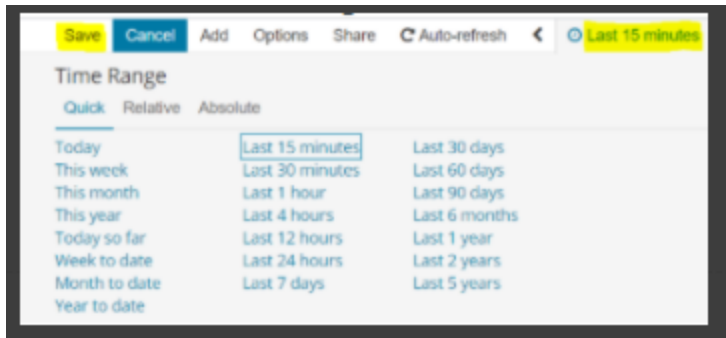 Save Cancel Add Options Share Auto-refresh Last 15 minutes
Time Range
Quick Relative Absolute
Today Last 15 minutes Last 30 days
This week Last 30 minutes Last 60 days
This month Last 1 hour Last 90 days
This year Last 4 hours Last 6 months
Today so far Last 12 hours Last 1 year
Week to date Last 24 hours Last 2 years
Month to date Last 7 days Last 5 years
Year to date